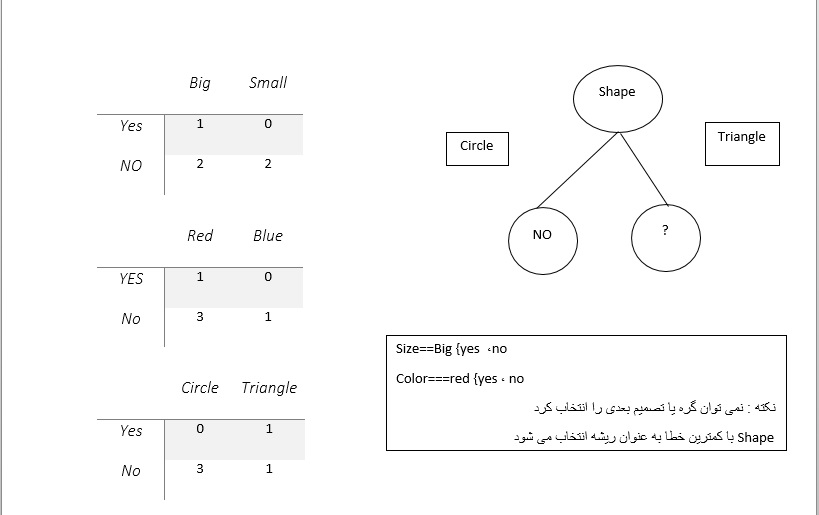 Big Small
Yes 1 0
NO 2 2
Red Blue
YES 1 0
No 3 1
Circle Triangle
Yes 0 1
No 3 1
Shape
Circle
Triangle
NO
?
Size==Big {yes ،no
Color===red {yes ، no
نکته : نمی توان گره یا تصمیم بعدی را انتخاب کرد
Shape با کمترین خطا به عنوان ریشه انتخاب می شود